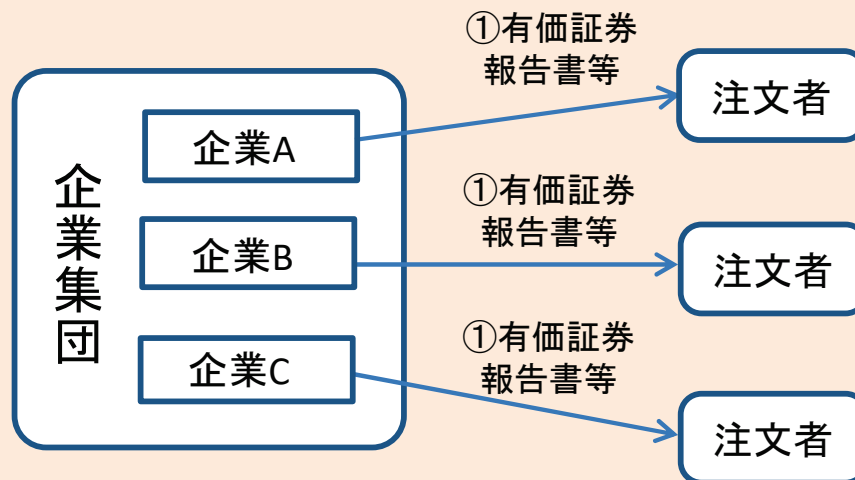 企業集団
企業A
①有価証券
報告書等
注文者
企業B
①有価証券
報告書等
注文者
企業C
①有価証券
報告書等
注文者